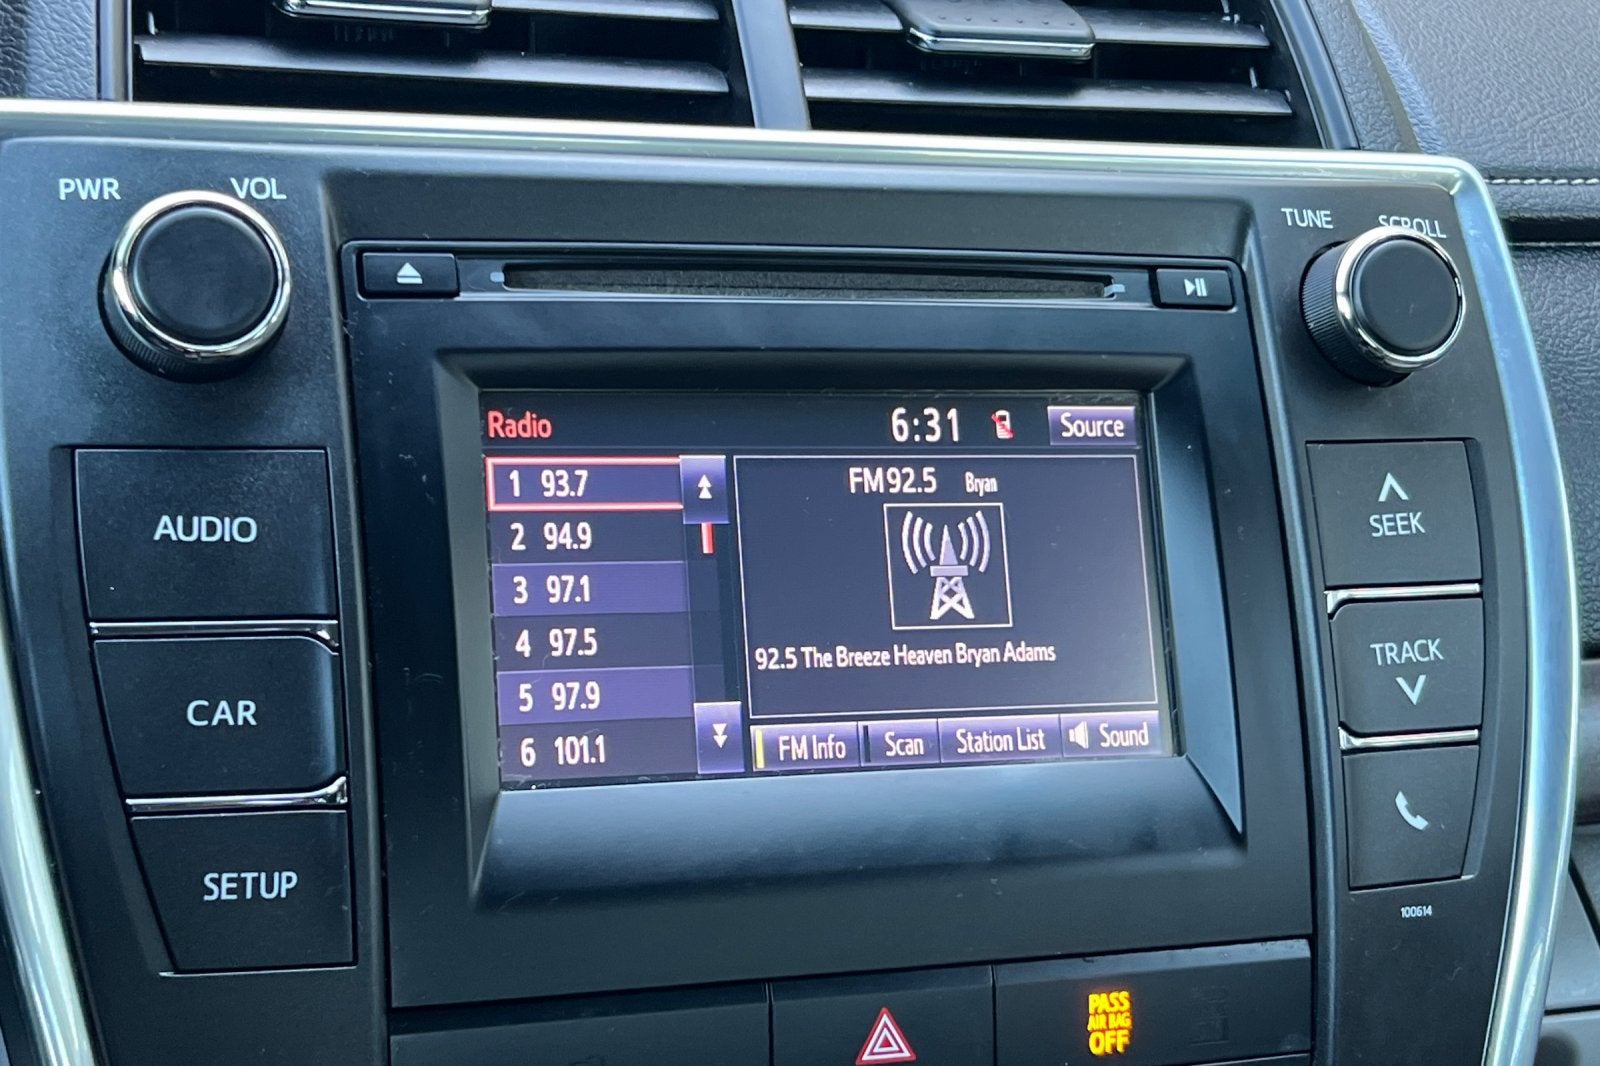 PWR VOL
TUNE SCROLL
Radio 6:31 Source
1 93.7
2 94.9
3 97.1
4 97.5
5 97.9
6 101.1
FM92.5 Bryan
92.5 The Breeze Heaven Bryan Adams
FM Info Scan Station List Sound
AUDIO
CAR
SETUP
SEEK
TRACK
100614
PASS
AIR BAG
OFF